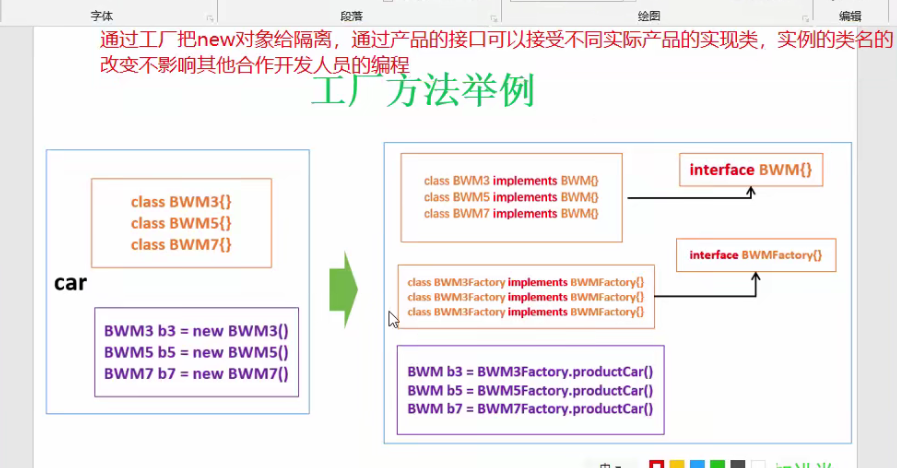 字体
段落
绘图
编辑
通过工厂把new对象给隔离，通过产品的接口可以接受不同实际产品的实现类，实例的类名的
改变不影响其他合作开发人员的编程
工厂方法举例
car
class BWM3{}
class BWM5{}
class BWM7{}
BWM3 b3 = new BWM3()
BWM5 b5 = new BWM5()
BWM7 b7 = new BWM7()
class BWM3 implements BWM{}
class BWM5 implements BWM{}
class BWM7 implements BWM{}
interface BWM{}
class BWM3Factory implements BWMFactory{}
class BWM3Factory implements BWMFactory{}
class BWM3Factory implements BWMFactory{}
interface BWMFactory{}
BWM b3 = BWM3Factory.productCar()
BWM b5 = BWM5Factory.productCar()
BWM b7 = BWM7Factory.productCar()